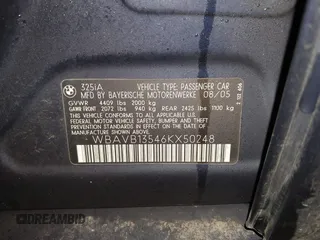 325iA VEHICLE TYPE: PASSENGER CAR
MFD BY BAYERISCHE MOTORENWERKE 08/05
GVWR 4409 lbs 2000 kg
GAWR FRONT 2072 lbs 940 kg REAR 2425 lbs 1100 kg
THIS VEHICLE CONFORMS TO ALL APPLICABLE FEDERAL
MOTOR VEHICLE SAFETY, BUMPER, AND THEFT PREVENTION
STANDARDS IN EFFECT ON THE DATE OF MANUFACTURE SHOWN ABOVE
WBAVB13546KX50248
DREAMBID